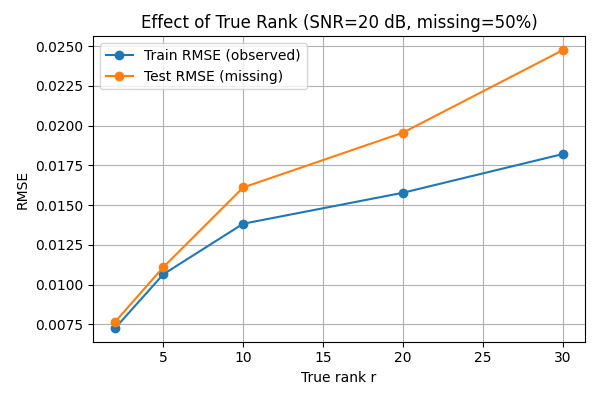 Effect of True Rank (SNR=20 dB, missing=50%)
Train RMSE (observed)
Test RMSE (missing)
RMSE
0.0250
0.0225
0.0200
0.0175
0.0150
0.0125
0.0100
0.0075
5 10 15 20 25 30
True rank r